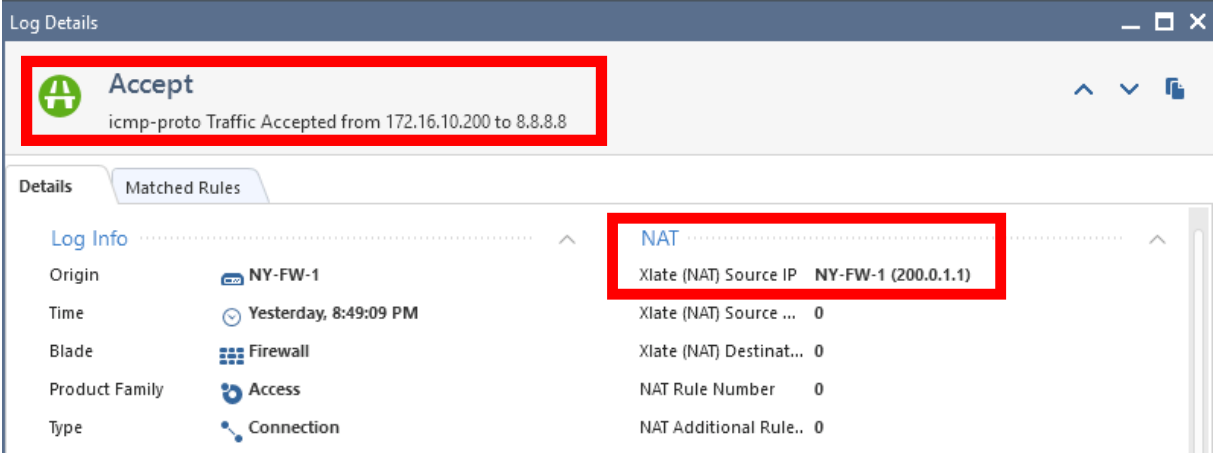 Log Details
Accept
icmp-proto Traffic Accepted from 172.16.10.200 to 8.8.8.8
Details Matched Rules
Log Info
Origin NY-FW-1
Time Yesterday, 8:49:09 PM
Blade Firewall
Product Family Access
Type Connection
NAT
Xlate (NAT) Source IP NY-FW-1 (200.0.1.1)
Xlate (NAT) Source ... 0
Xlate (NAT) Destinat... 0
NAT Rule Number 0
NAT Additional Rule.. 0